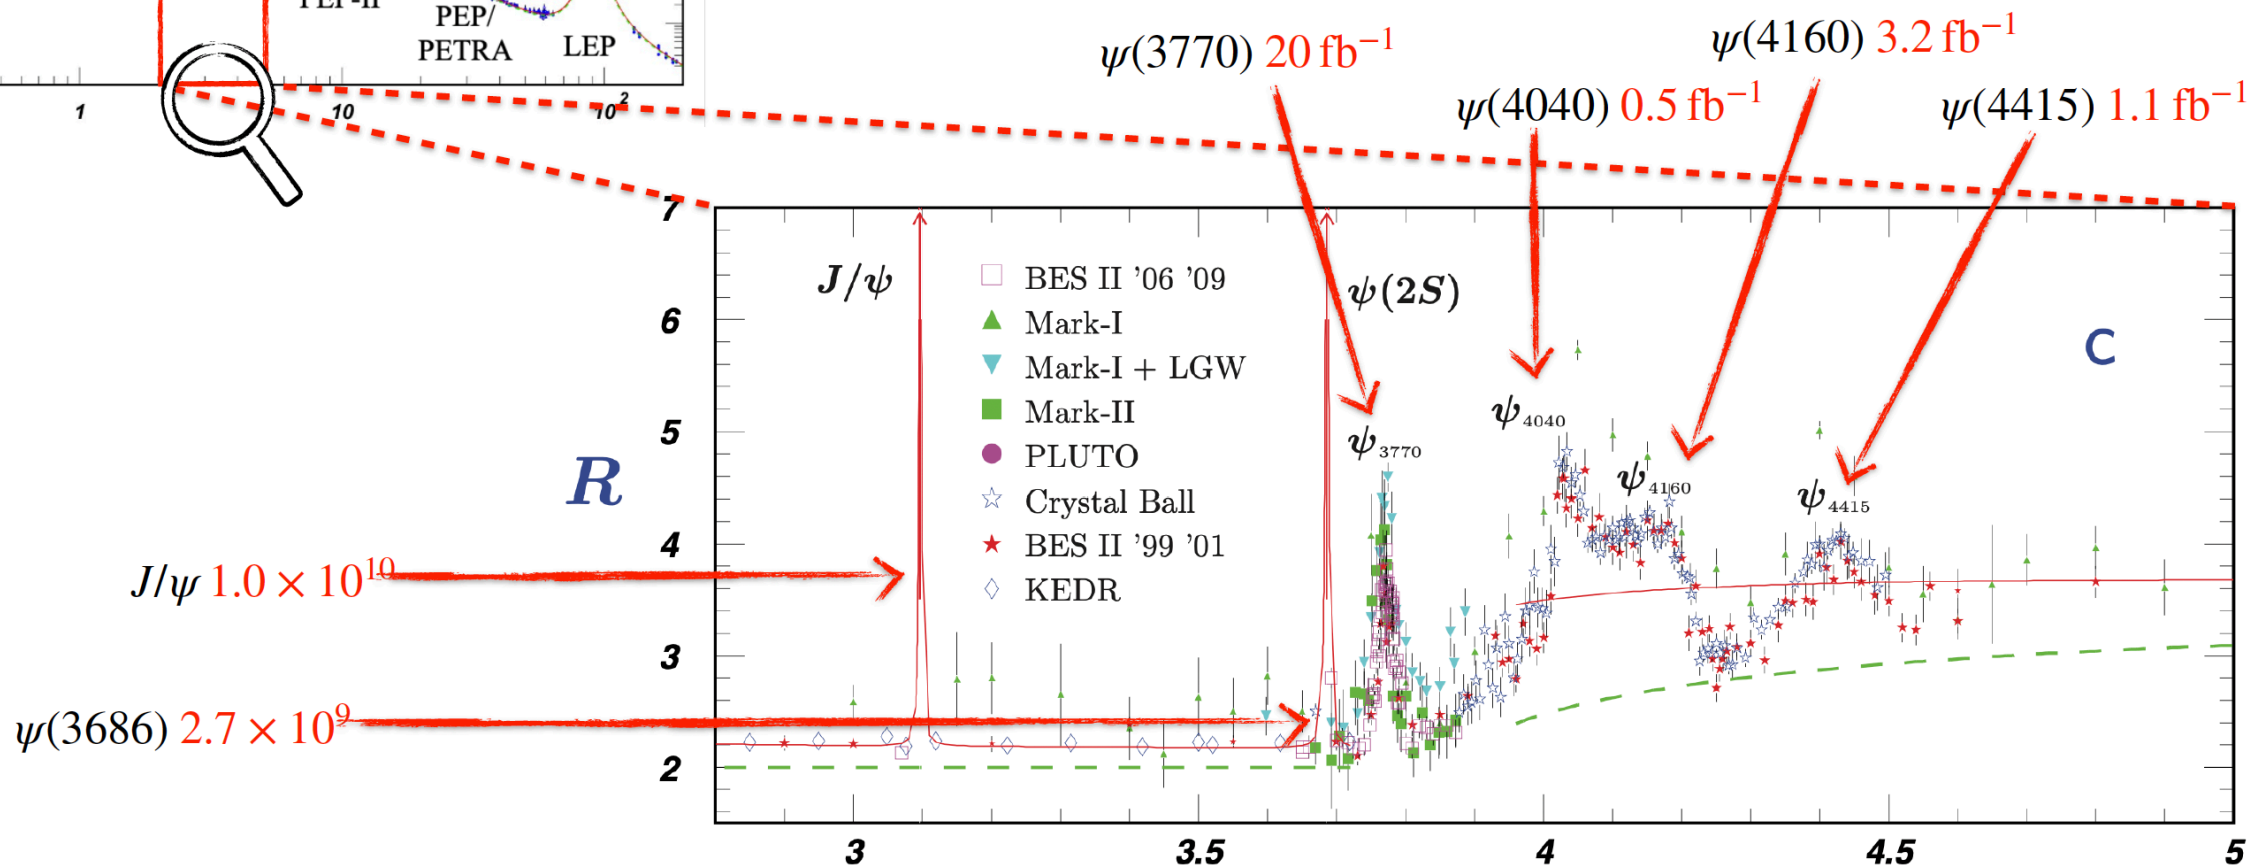 PEP-II
PEP/
PETRA
LEP
1
10
10²
ψ(3770) 20 fb⁻¹
ψ(4160) 3.2 fb⁻¹
ψ(4040) 0.5 fb⁻¹
ψ(4415) 1.1 fb⁻¹
7
J/ψ
ψ(2S)
BES II '06 '09
Mark-I
Mark-I + LGW
Mark-II
PLUTO
Crystal Ball
BES II '99 '01
KEDR
6
C
ψ₄₀₄₀
5
ψ₃₇₇₀
R
ψ₄₁₆₀
ψ₄₄₁₅
4
J/ψ 1.0 × 10¹⁰
3
ψ(3686) 2.7 × 10⁹
2
3
3.5
4
4.5
5